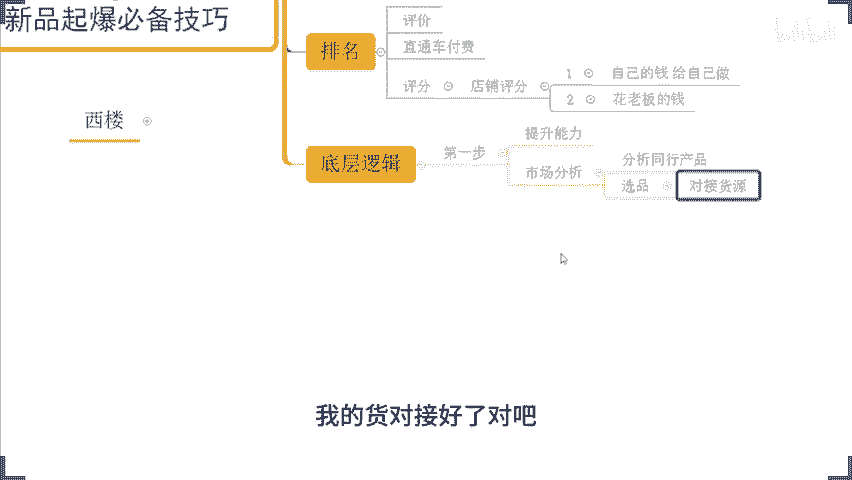 新品起爆必备技巧
评价
排名
直通车付费
评分
店铺评分
1
自己的钱 给自己做
2
花老板的钱
西楼
底层逻辑
第一步
提升能力
市场分析
分析同行产品
选品
对接货源
我的货对接好了对吧
bilibili